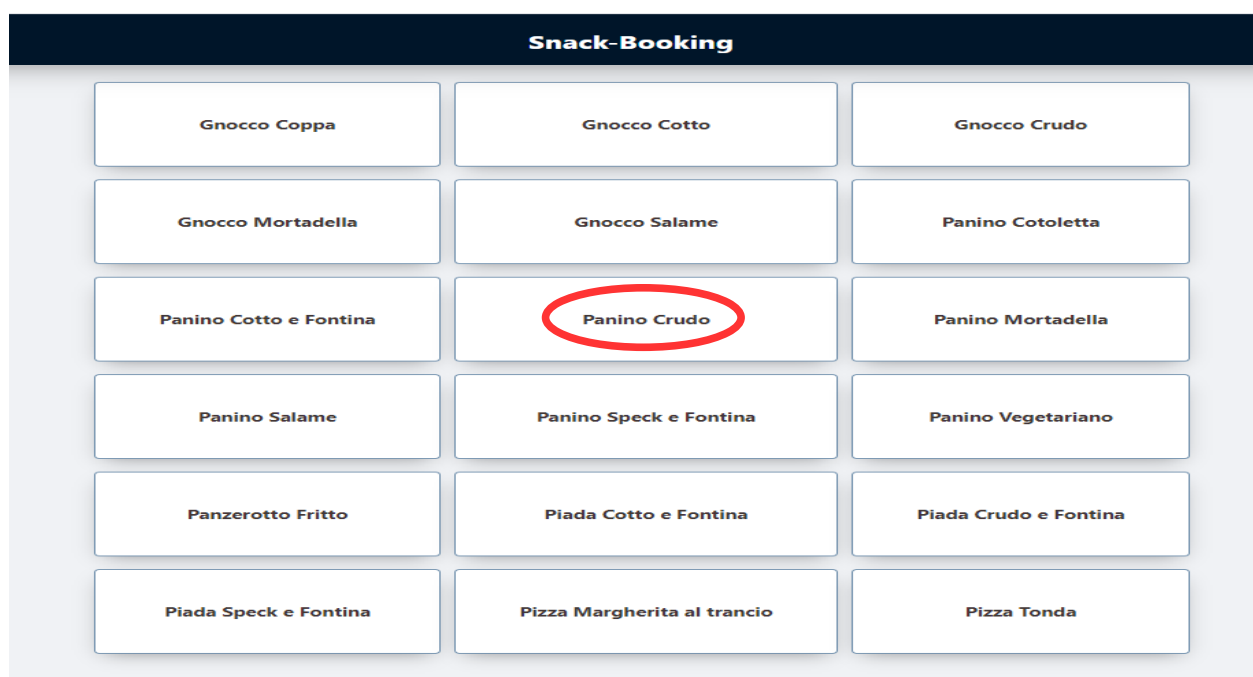 Snack-Booking
Gnocco Coppa
Gnocco Cotto
Gnocco Crudo
Gnocco Mortadella
Gnocco Salame
Panino Cotoletta
Panino Cotto e Fontina
Panino Crudo
Panino Mortadella
Panino Salame
Panino Speck e Fontina
Panino Vegetariano
Panzerotto Fritto
Piada Cotto e Fontina
Piada Crudo e Fontina
Piada Speck e Fontina
Pizza Margherita al trancio
Pizza Tonda